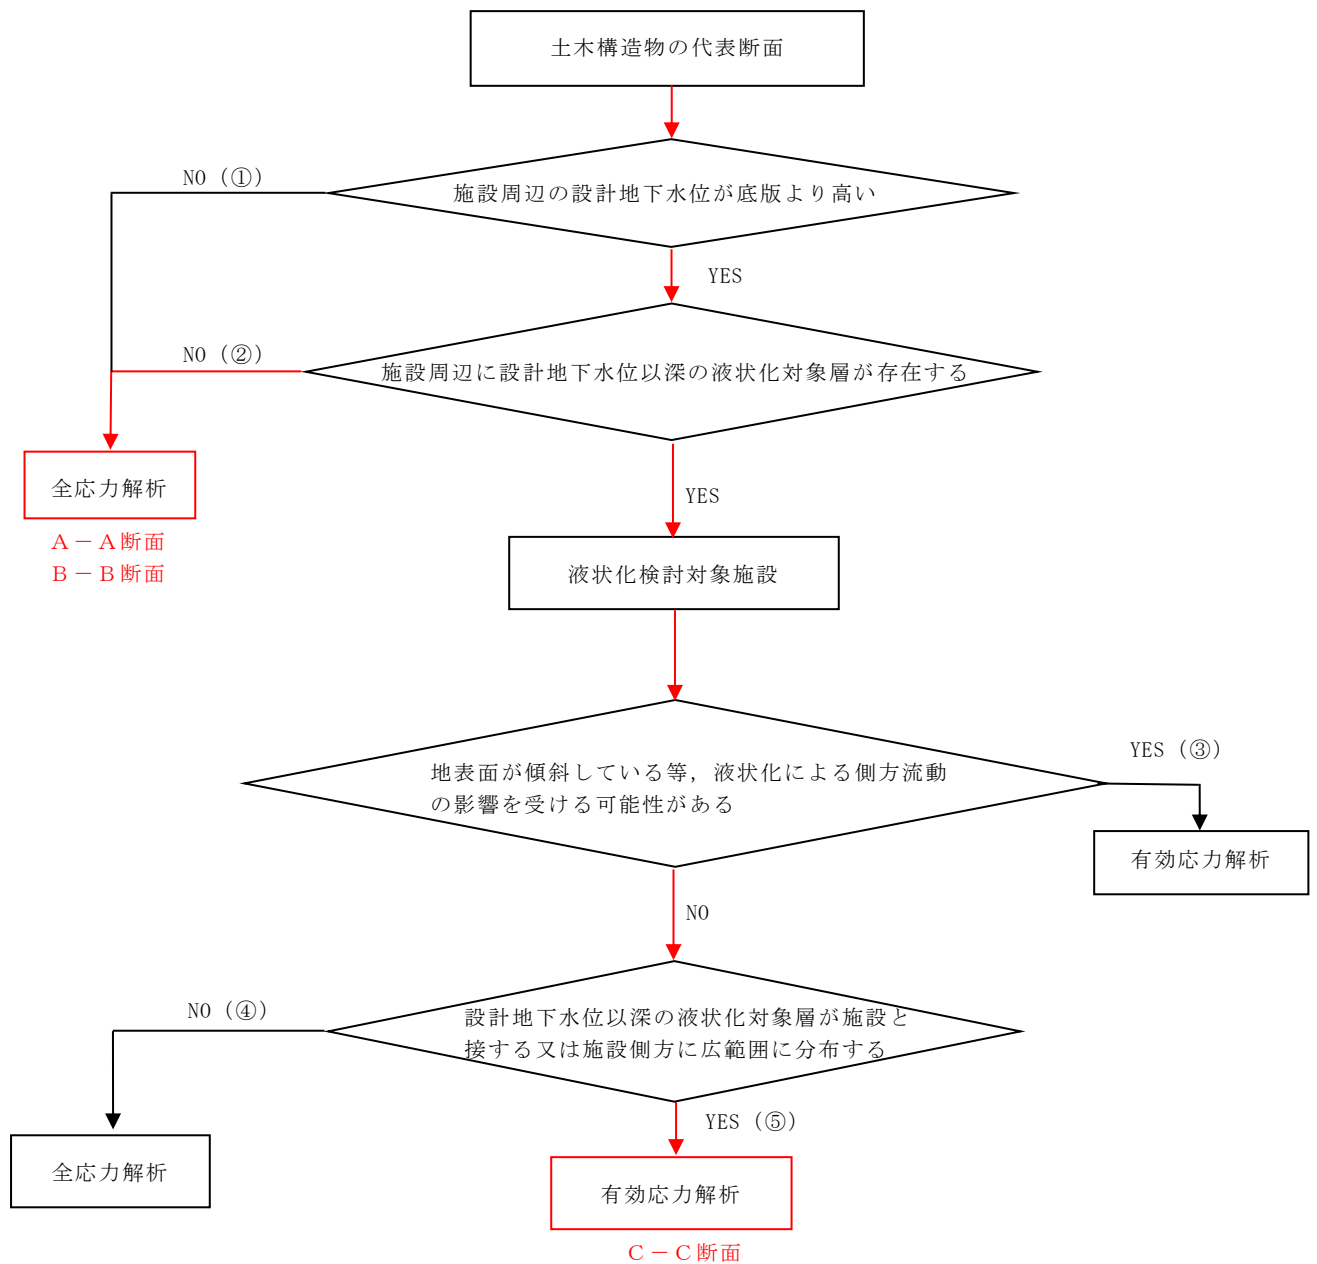 土木構造物の代表断面
NO（①）
施設周辺の設計地下水位が底版より高い
YES
NO（②）
施設周辺に設計地下水位以深の液状化対象層が存在する
全応力解析
YES
Ａ－Ａ断面
Ｂ－Ｂ断面
液状化検討対象施設
YES（③）
地表面が傾斜している等，液状化による側方流動
の影響を受ける可能性がある
有効応力解析
NO
NO（④）
設計地下水位以深の液状化対象層が施設と
接する又は施設側方に広範囲に分布する
YES（⑤）
全応力解析
有効応力解析
Ｃ－Ｃ断面